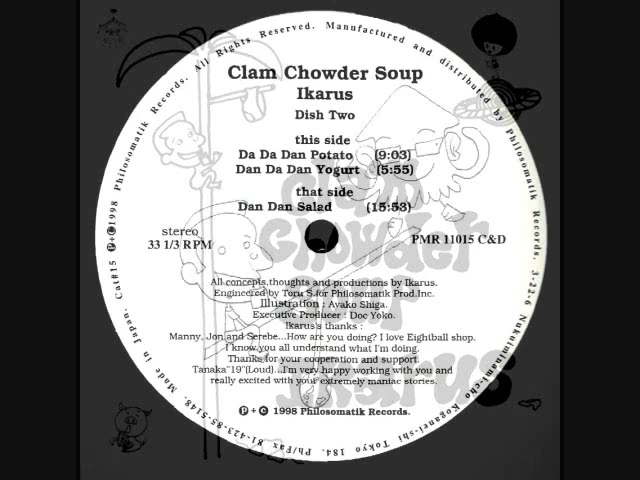 Made in Japan. Cat#15 ℗+©1998 Philosomatik Records. All Rights Reserved. Manufactured and distributed by Philosomatik Records. 3-22-6 Nukuiminami-cho Koganei-shi Tokyo 184. Ph/Fax 81-423-85-5148.
Clam Chowder Soup
Ikarus
Dish Two
this side
Da Da Dan Potato (9:03)
Dan Da Dan Yogurt (5:55)
that side
Dan Dan Salad (15:53)
stereo
33 1/3 RPM
PMR 11015 C&D
Clam
Chowder
Soup
Ikarus
All concepts,thoughts and productions by Ikarus.
Engineered by Toru S.for Philosomatik Prod.Inc.
Illustration : Ayako Shiga.
Executive Producer : Doc Yoko.
Ikarus's thanks :
Manny, Jon and Serebe...How are you doing? I love Eightball shop.
I know you all understand what I'm doing.
Thanks for your cooperation and support.
Tanaka"19"(Loud)...I'm very happy working with you and
really excited with your extremely maniac stories.
℗+© 1998 Philosomatik Records.